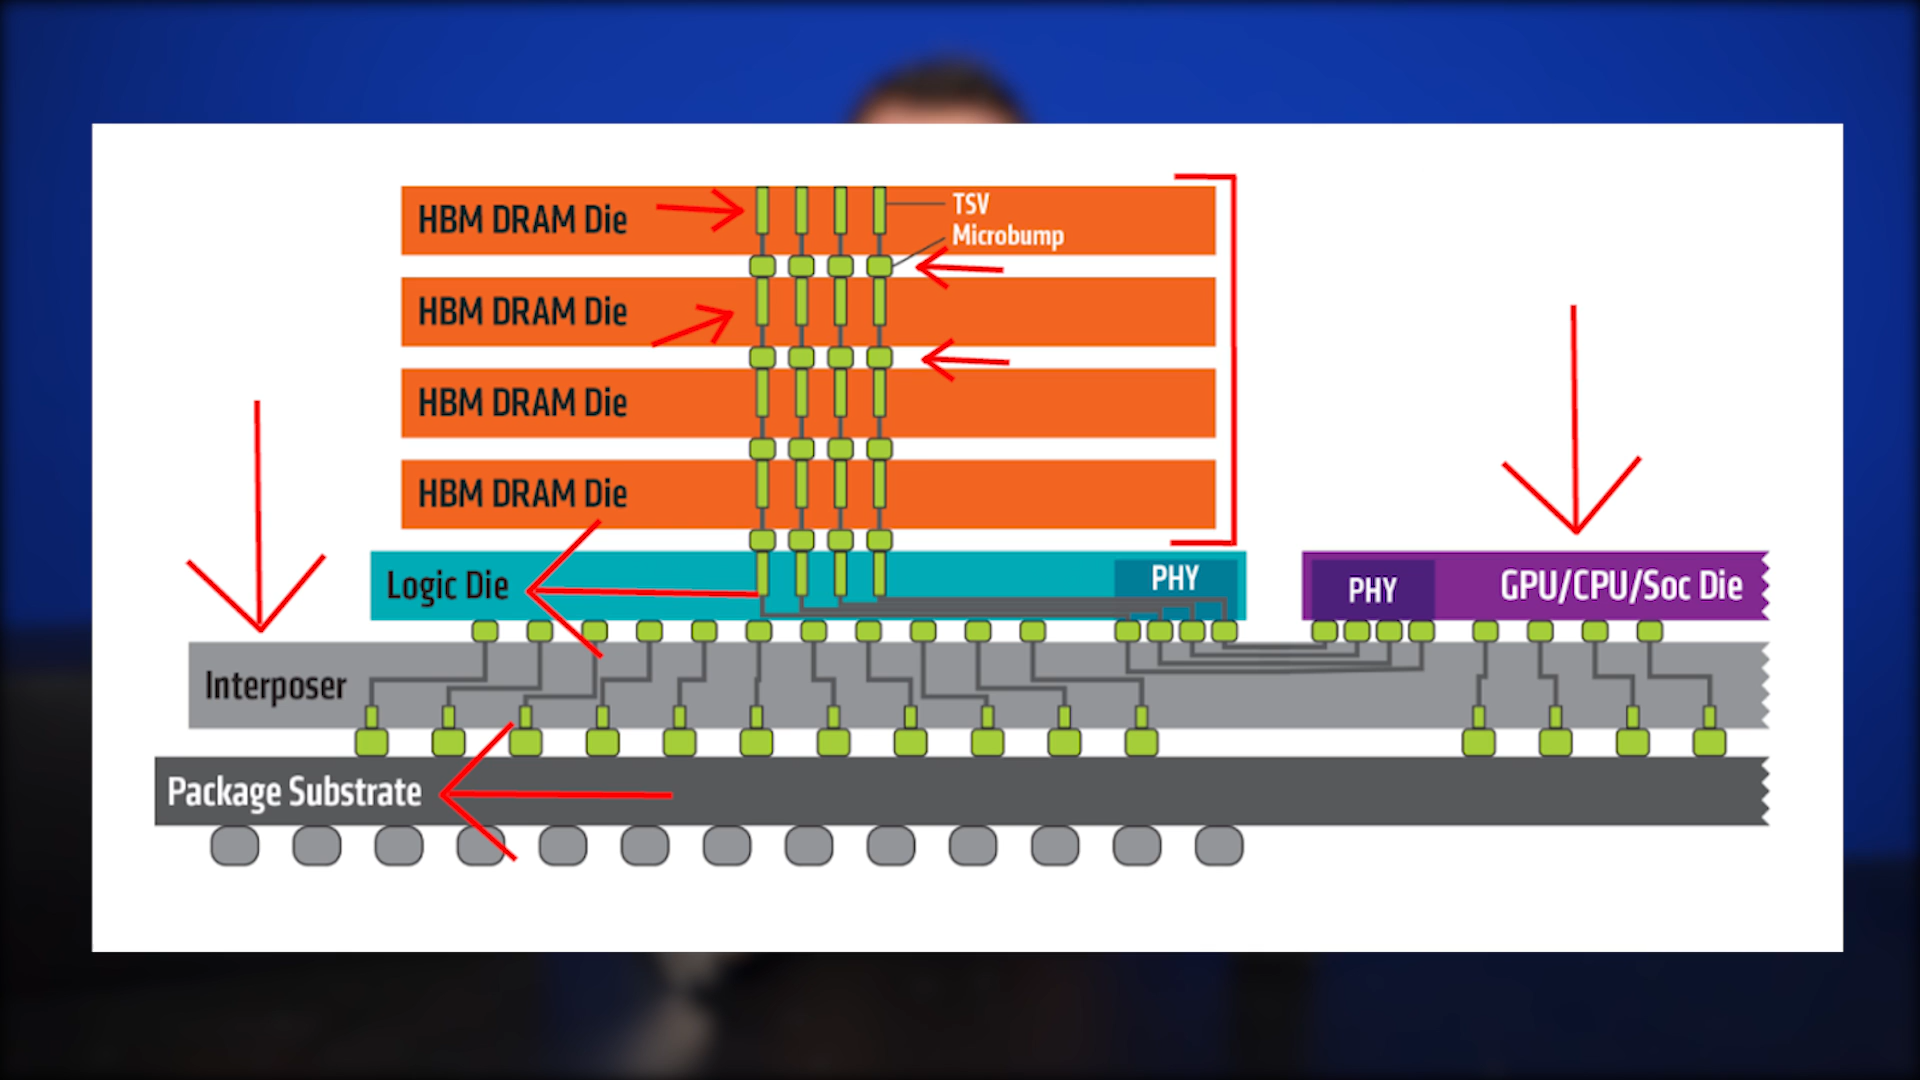 HBM DRAM Die
TSV
Microbump
HBM DRAM Die
HBM DRAM Die
HBM DRAM Die
Logic Die
PHY
PHY
GPU/CPU/Soc Die
Interposer
Package Substrate